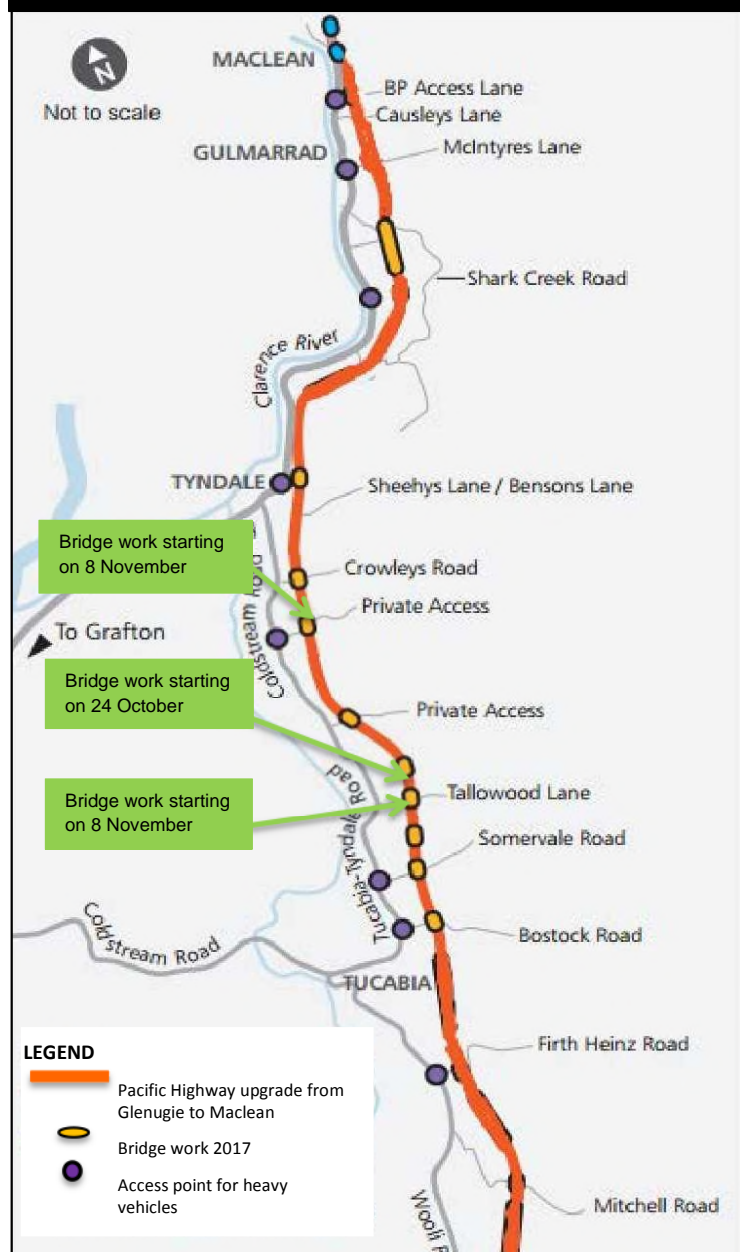 MACLEAN
N
Not to scale
BP Access Lane
Causleys Lane
GULMARRAD
McIntyres Lane
Shark Creek Road
Clarence River
TYNDALE
Sheehys Lane / Bensons Lane
Bridge work starting
on 8 November
Crowleys Road
Private Access
To Grafton
Coldstream Road
Bridge work starting
on 24 October
Private Access
Bridge work starting
on 8 November
Tallowood Lane
Tucabia-Tyndale Road
Somervale Road
Coldstream Road
Bostock Road
TUCABIA
LEGEND
Firth Heinz Road
Pacific Highway upgrade from
Glenugie to Maclean
Bridge work 2017
Access point for heavy
vehicles
Mitchell Road
Wooli